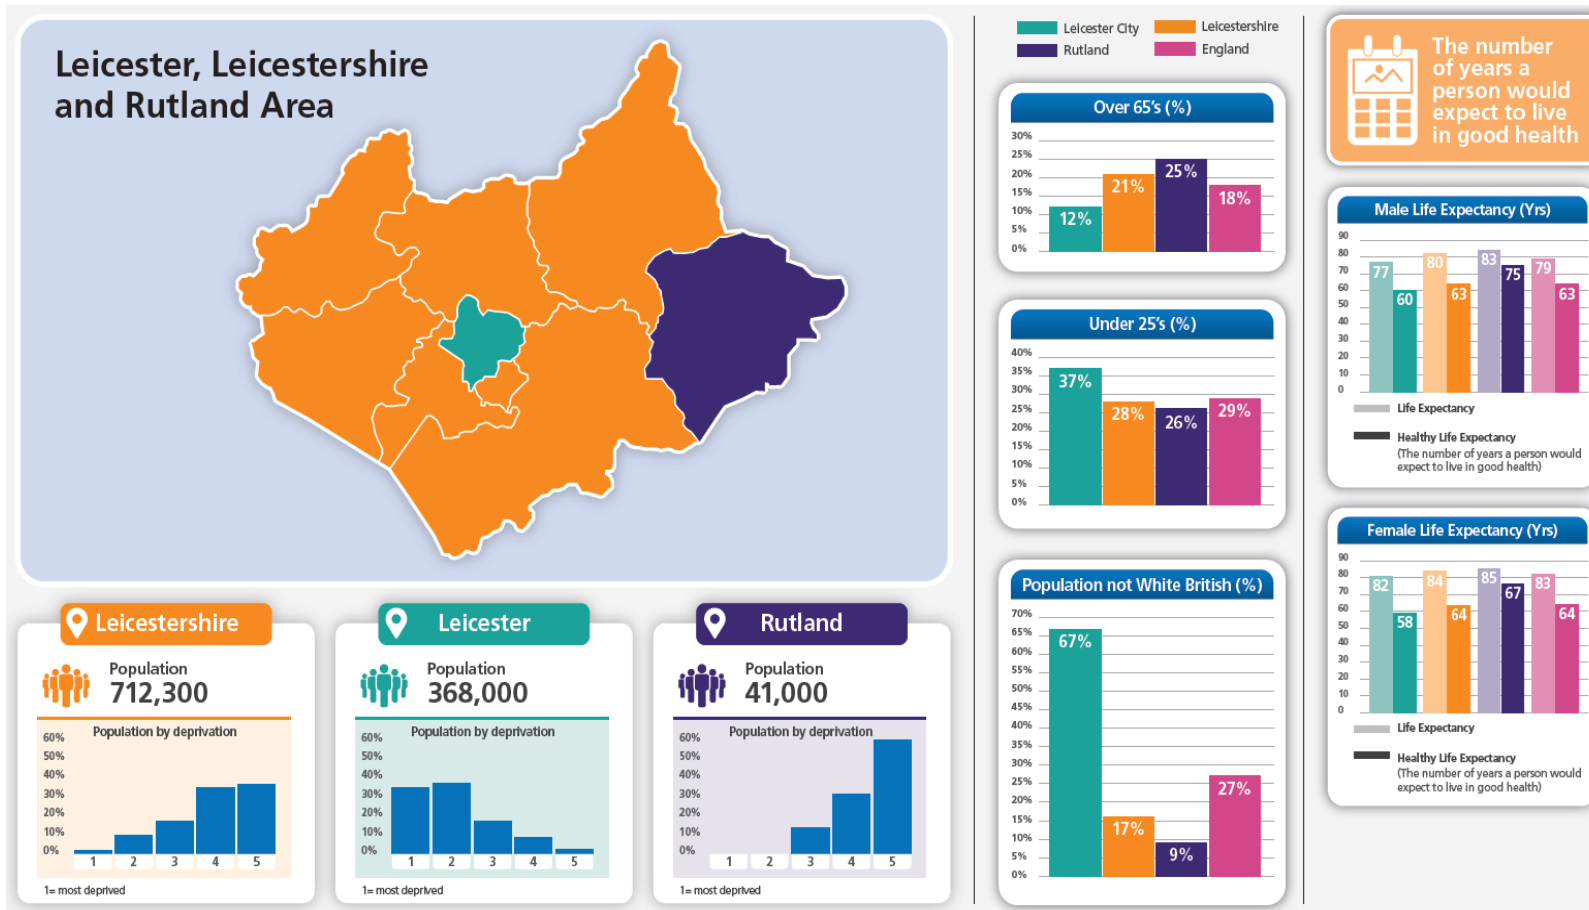 Leicester, Leicestershire
and Rutland Area
Leicestershire
Population
712,300
Population by deprivation
60%
50%
40%
30%
20%
10%
0%
1 2 3 4 5
1= most deprived
Leicester
Population
368,000
Population by deprivation
60%
50%
40%
30%
20%
10%
0%
1 2 3 4 5
1= most deprived
Rutland
Population
41,000
Population by deprivation
60%
50%
40%
30%
20%
10%
0%
1 2 3 4 5
1= most deprived
Leicester City Leicestershire
Rutland England
Over 65's (%)
30%
25%
20%
15%
10%
5%
0%
12% 21% 25% 18%
Under 25's (%)
40%
35%
30%
25%
20%
15%
10%
5%
0%
37% 28% 26% 29%
Population not White British (%)
70%
65%
60%
55%
50%
45%
40%
35%
30%
25%
20%
15%
10%
5%
0%
67% 17% 9% 27%
The number
of years a
person would
expect to live
in good health
Male Life Expectancy (Yrs)
90
80
70
60
50
40
30
20
10
0
77 60 80 63 83 75 79 63
Life Expectancy
Healthy Life Expectancy
(The number of years a person would
expect to live in good health)
Female Life Expectancy (Yrs)
90
80
70
60
50
40
30
20
10
0
82 58 84 64 85 67 83 64
Life Expectancy
Healthy Life Expectancy
(The number of years a person would
expect to live in good health)